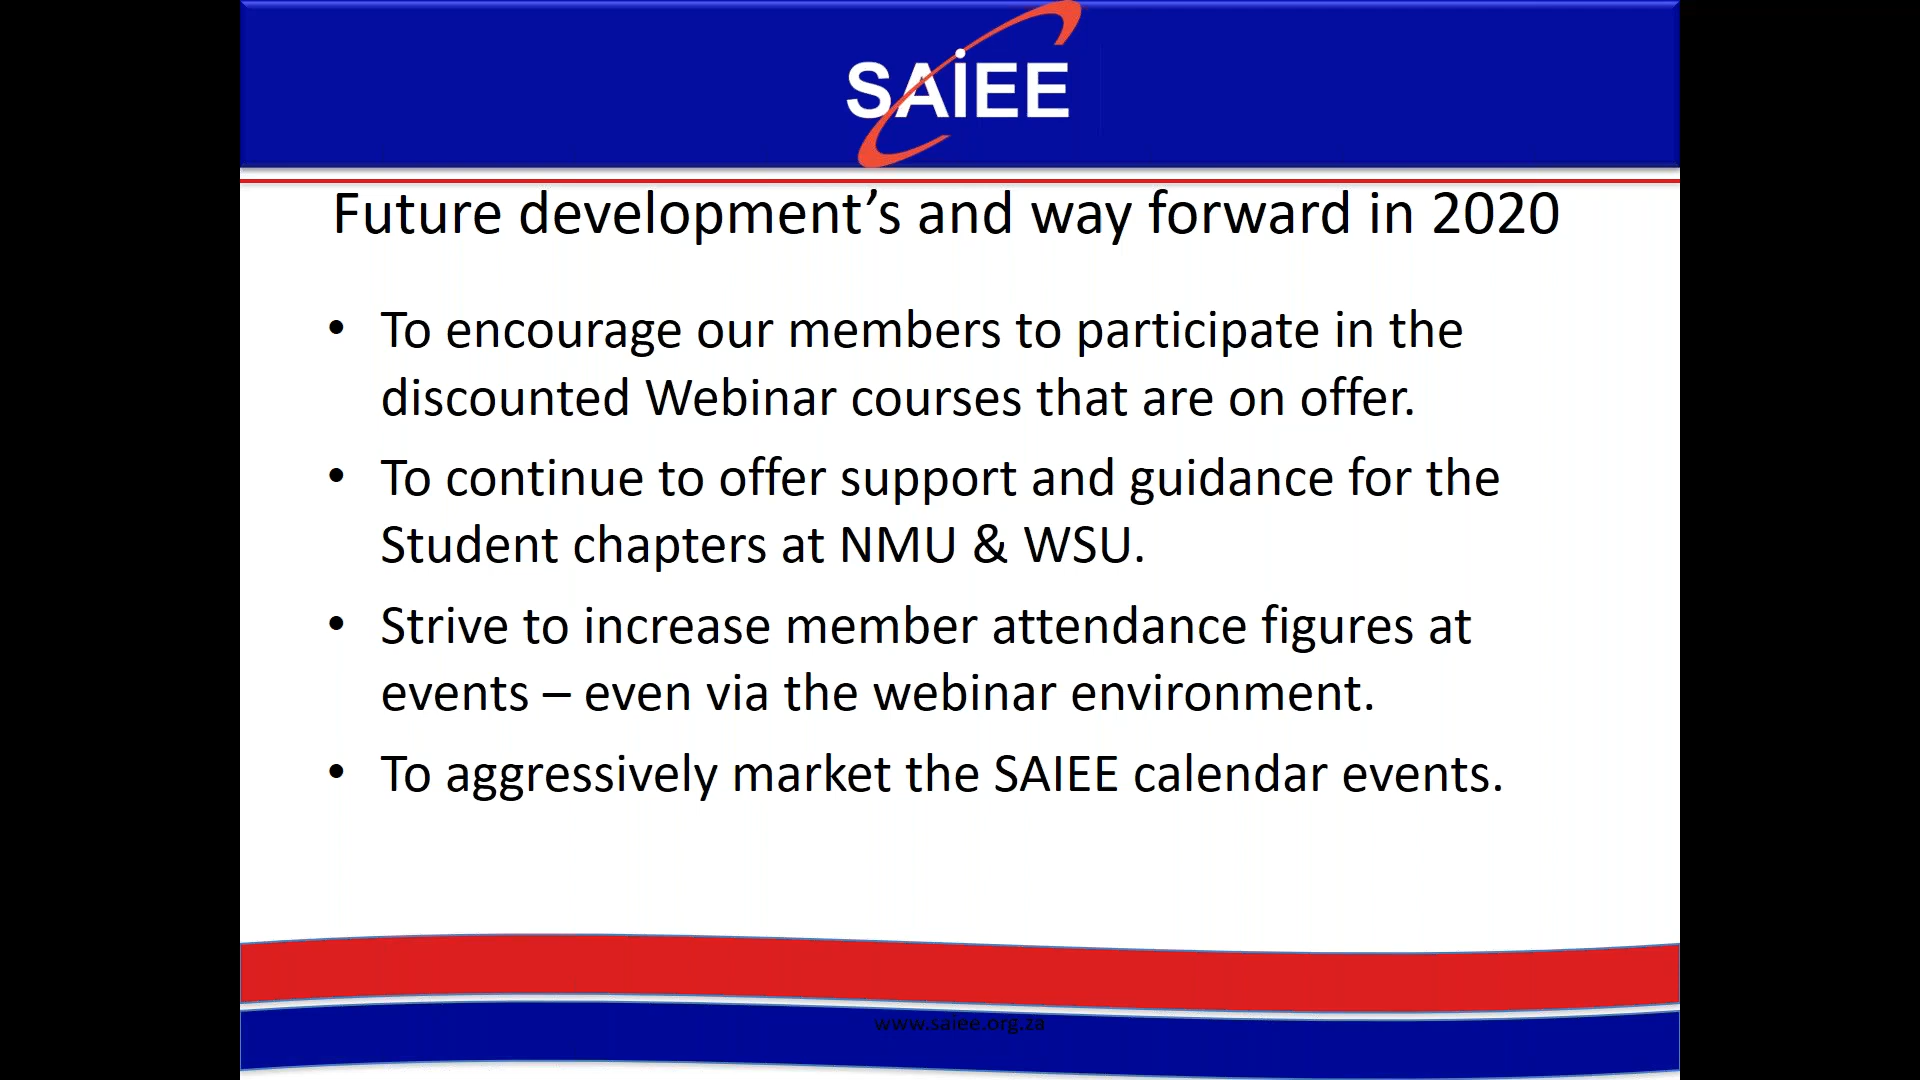 SAIEE
Future development’s and way forward in 2020
• To encourage our members to participate in the
discounted Webinar courses that are on offer.
• To continue to offer support and guidance for the
Student chapters at NMU & WSU.
• Strive to increase member attendance figures at
events – even via the webinar environment.
• To aggressively market the SAIEE calendar events.
www.saiee.org.za